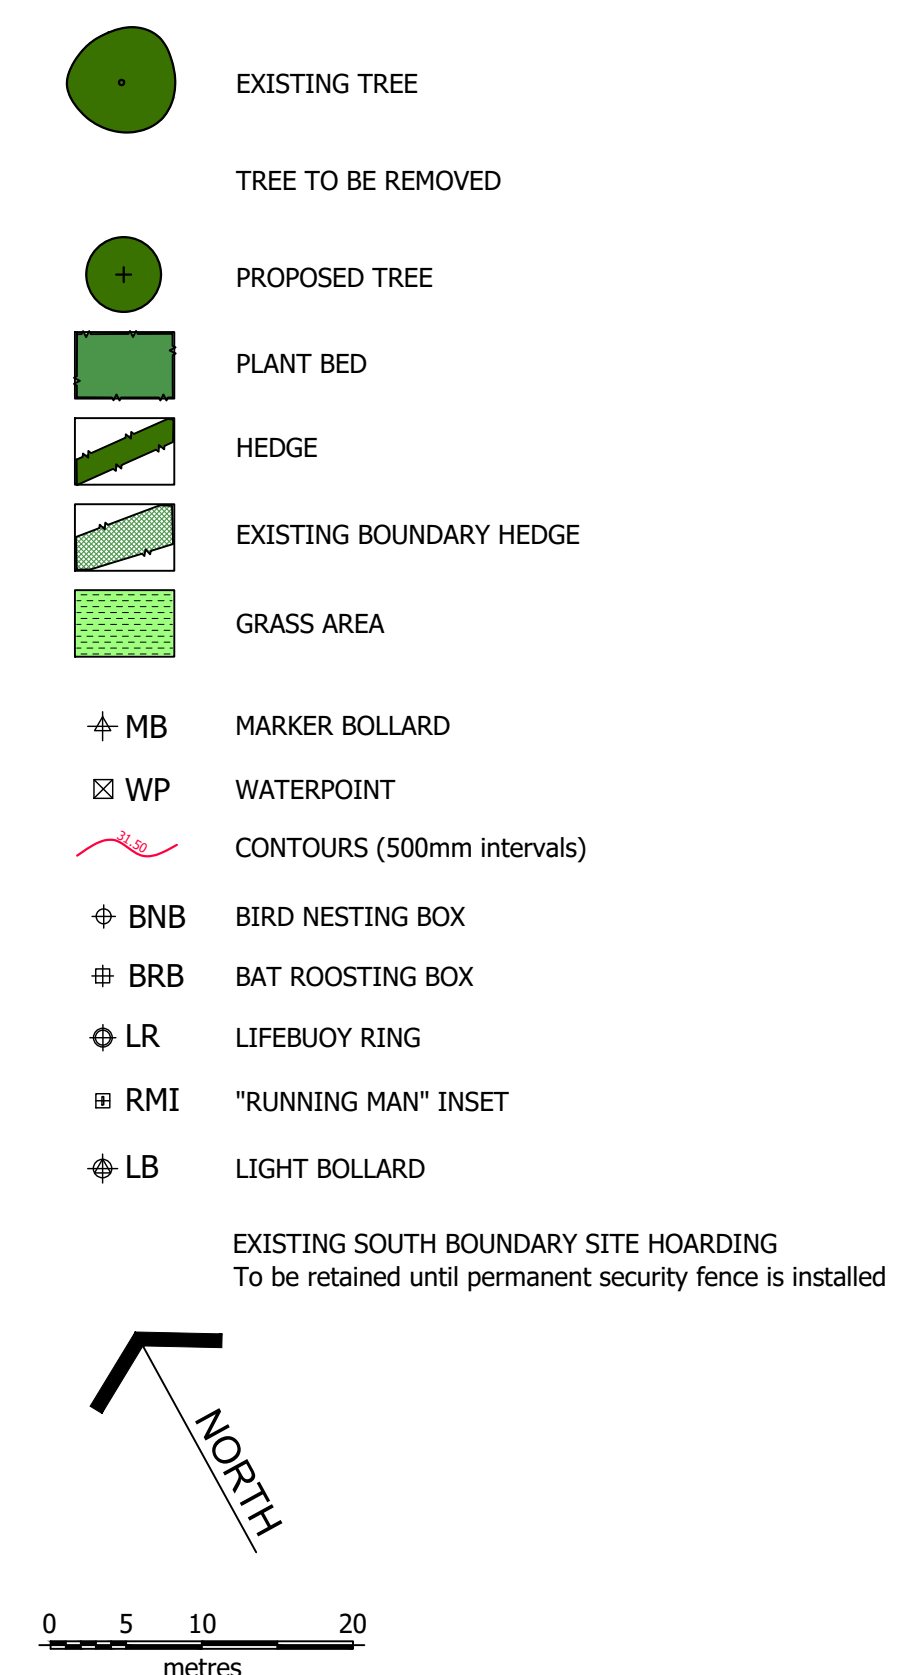 EXISTING TREE
TREE TO BE REMOVED
PROPOSED TREE
PLANT BED
HEDGE
EXISTING BOUNDARY HEDGE
GRASS AREA
MB MARKER BOLLARD
WP WATERPOINT
31.50 CONTOURS (500mm intervals)
BNB BIRD NESTING BOX
BRB BAT ROOSTING BOX
LR LIFEBUOY RING
RMI "RUNNING MAN" INSET
LB LIGHT BOLLARD
EXISTING SOUTH BOUNDARY SITE HOARDING
To be retained until permanent security fence is installed
NORTH
0 5 10 20
metres